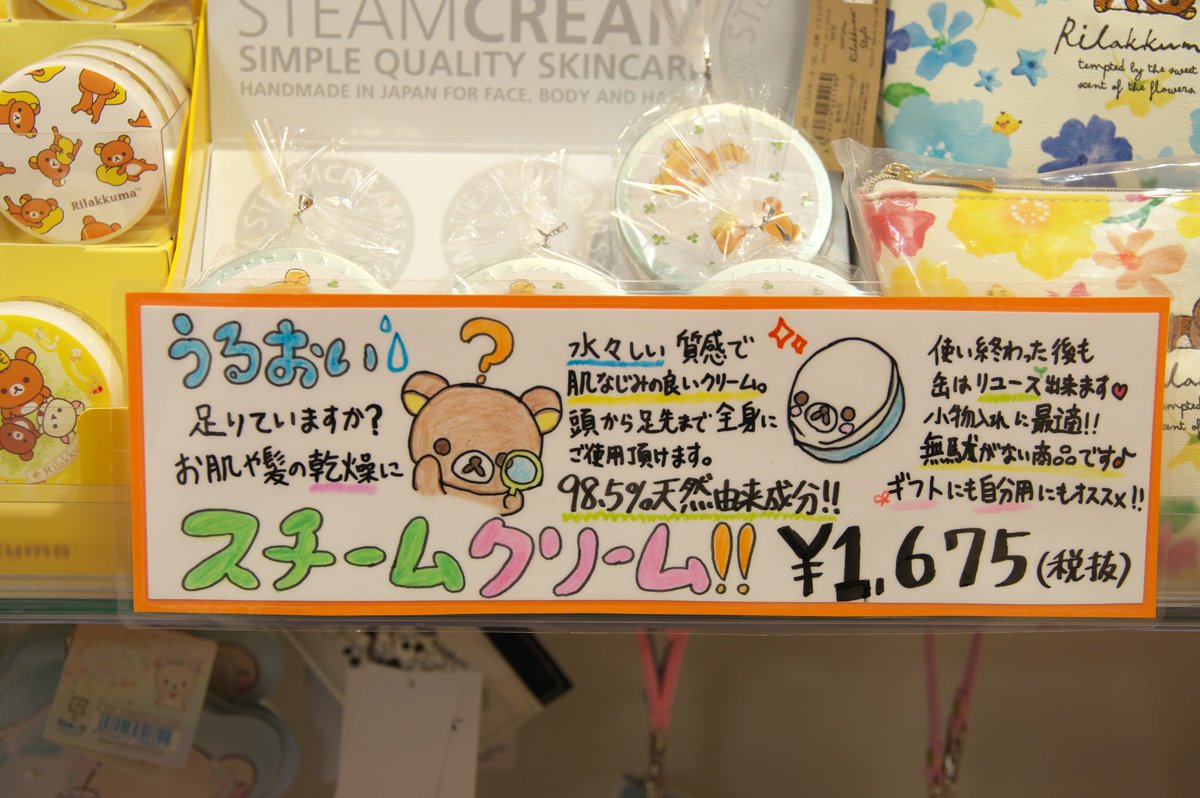 STEAMCREAM
SIMPLE QUALITY SKINCARE
HANDMADE IN JAPAN FOR FACE, BODY AND
Rilakkuma
tempted by the sweet
scent of the flowers.
Rilakkuma™
Rilakkuma
うるおい
足りていますか?
お肌や髪の乾燥に
水々しい 質感で
肌なじみの良いクリーム。
頭から足先まで全身に
ご使用頂けます。
98.5%天然由来成分!!
使い終わった後も
缶はリユース出来ます♥
小物入れに最適!!
無駄がない商品です♪
ギフトにも自分用にもオススメ!!
スチームクリーム!!
¥1,675(税抜)